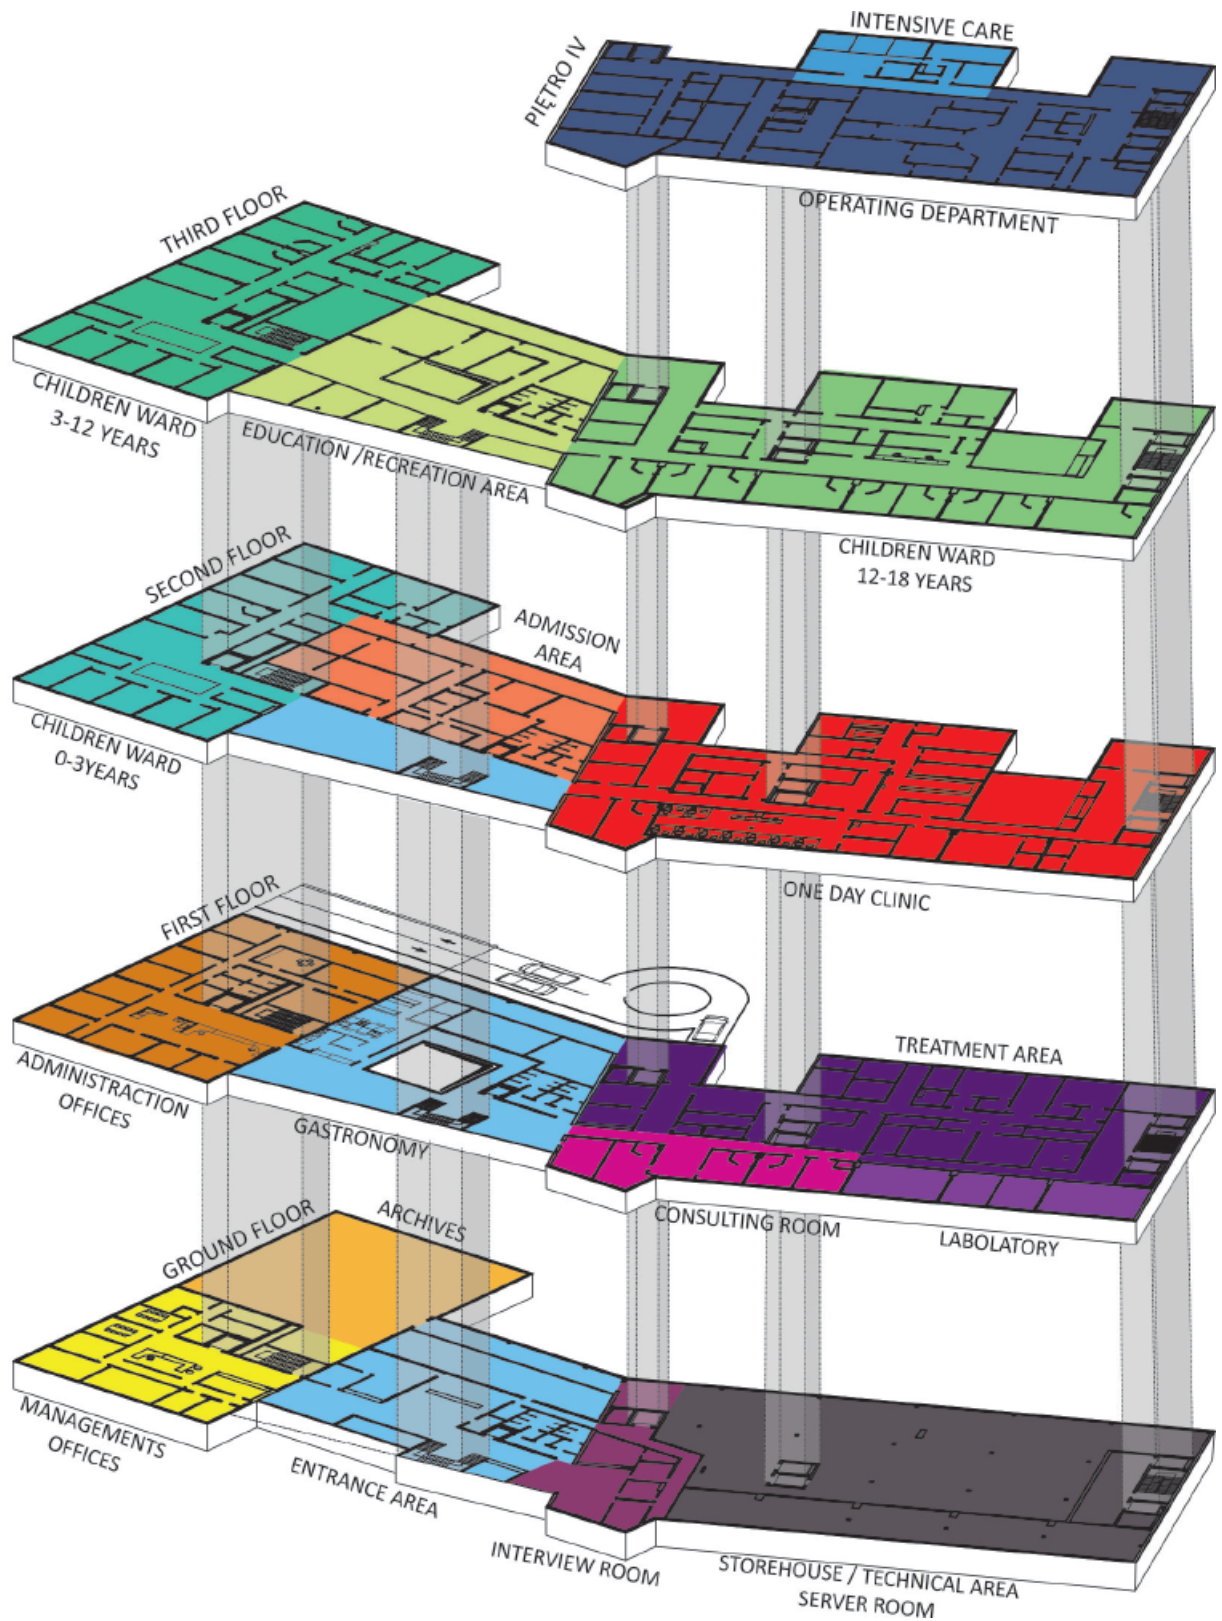 INTENSIVE CARE
PIĘTRO IV
OPERATING DEPARTMENT
THIRD FLOOR
CHILDREN WARD
3-12 YEARS
EDUCATION /RECREATION AREA
CHILDREN WARD
12-18 YEARS
SECOND FLOOR
ADMISSION
AREA
CHILDREN WARD
0-3YEARS
ONE DAY CLINIC
FIRST FLOOR
TREATMENT AREA
ADMINISTRACTION
OFFICES
GASTRONOMY
CONSULTING ROOM
LABOLATORY
GROUND FLOOR
ARCHIVES
MANAGEMENTS
OFFICES
ENTRANCE AREA
INTERVIEW ROOM
STOREHOUSE / TECHNICAL AREA
SERVER ROOM